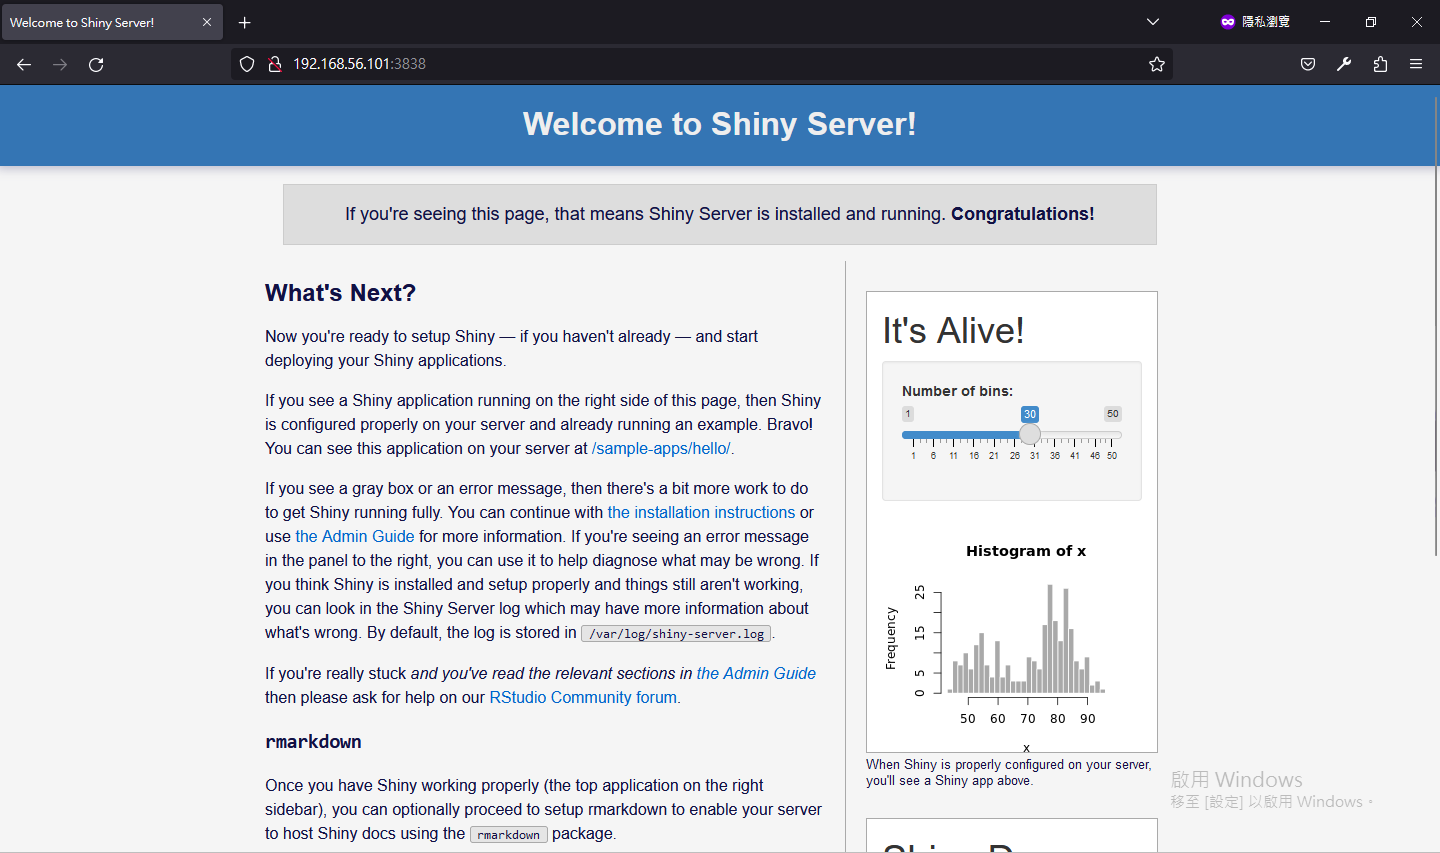 Welcome to Shiny Server!
隱私瀏覽
192.168.56.101:3838
Welcome to Shiny Server!
If you're seeing this page, that means Shiny Server is installed and running. Congratulations!
What's Next?
Now you're ready to setup Shiny — if you haven't already — and start
deploying your Shiny applications.
If you see a Shiny application running on the right side of this page, then Shiny
is configured properly on your server and already running an example. Bravo!
You can see this application on your server at /sample-apps/hello/.
If you see a gray box or an error message, then there's a bit more work to do
to get Shiny running fully. You can continue with the installation instructions or
use the Admin Guide for more information. If you're seeing an error message
in the panel to the right, you can use it to help diagnose what may be wrong. If
you think Shiny is installed and setup properly and things still aren't working,
you can look in the Shiny Server log which may have more information about
what's wrong. By default, the log is stored in /var/log/shiny-server.log.
If you're really stuck and you've read the relevant sections in the Admin Guide
then please ask for help on our RStudio Community forum.
rmarkdown
Once you have Shiny working properly (the top application on the right
sidebar), you can optionally proceed to setup rmarkdown to enable your server
to host Shiny docs using the rmarkdown package.
It's Alive!
Number of bins:
1 30 50
1 6 11 16 21 26 31 36 41 46 50
Histogram of x
Frequency
25
15
5
0
50 60 70 80 90
x
When Shiny is properly configured on your server,
you'll see a Shiny app above.
啟用 Windows
移至 [設定] 以啟用 Windows。